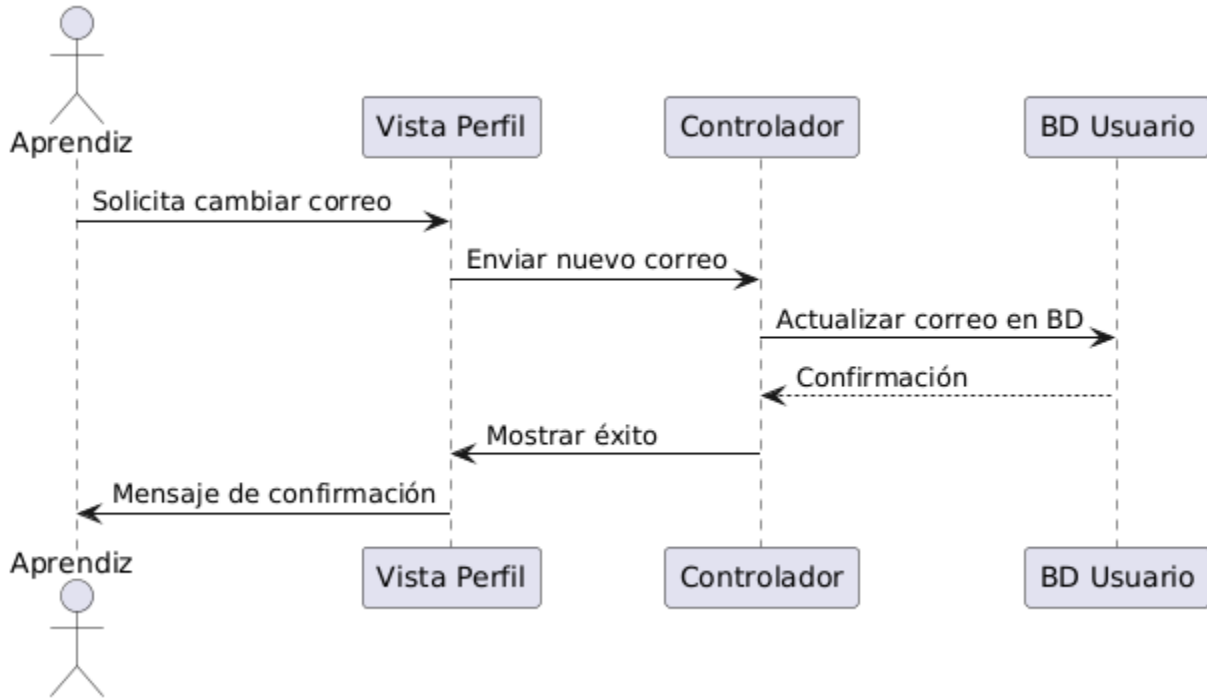 Aprendiz
Vista Perfil
Controlador
BD Usuario
Solicita cambiar correo
Enviar nuevo correo
Actualizar correo en BD
Confirmación
Mostrar éxito
Mensaje de confirmación
Aprendiz
Vista Perfil
Controlador
BD Usuario